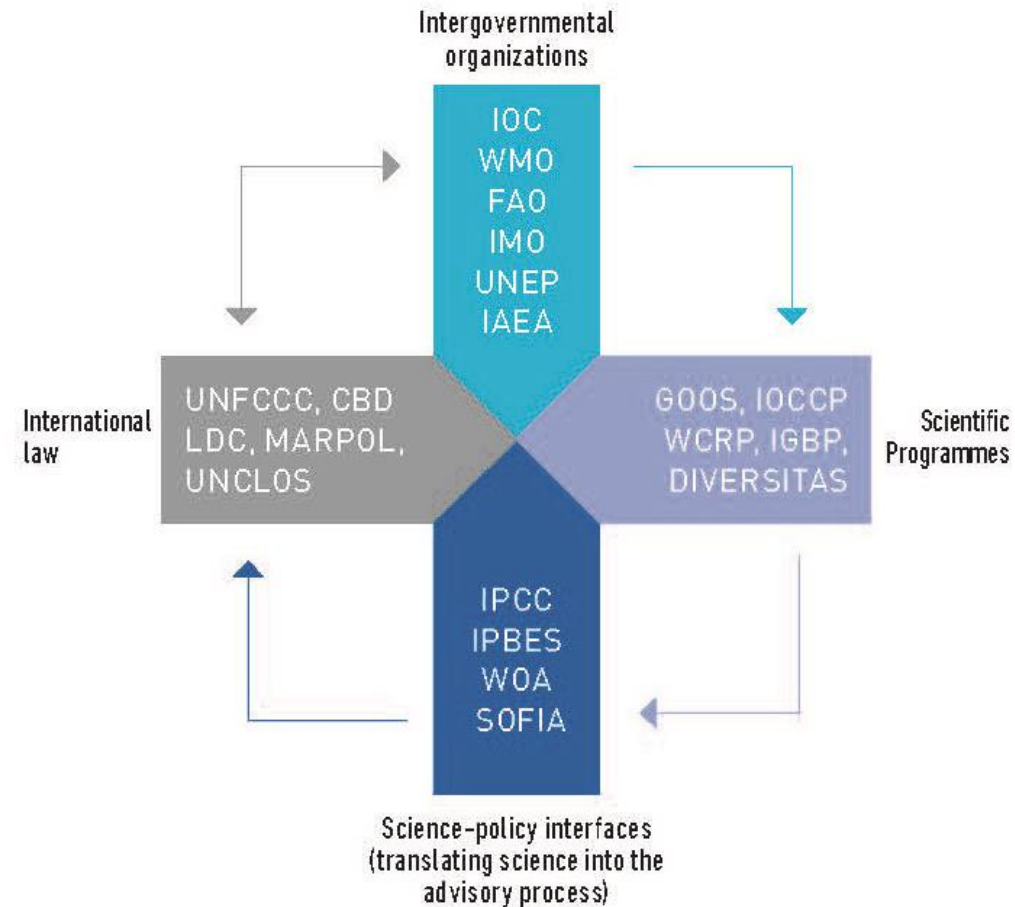 Intergovernmental
organizations
IOC
WMO
FAO
IMO
UNEP
IAEA
International
law
UNFCCC, CBD
LDC, MARPOL,
UNCLOS
GOOS, IOCCP
WCRP, IGBP,
DIVERSITAS
Scientific
Programmes
IPCC
IPBES
WOA
SOFIA
Science-policy interfaces
(translating science into the
advisory process)